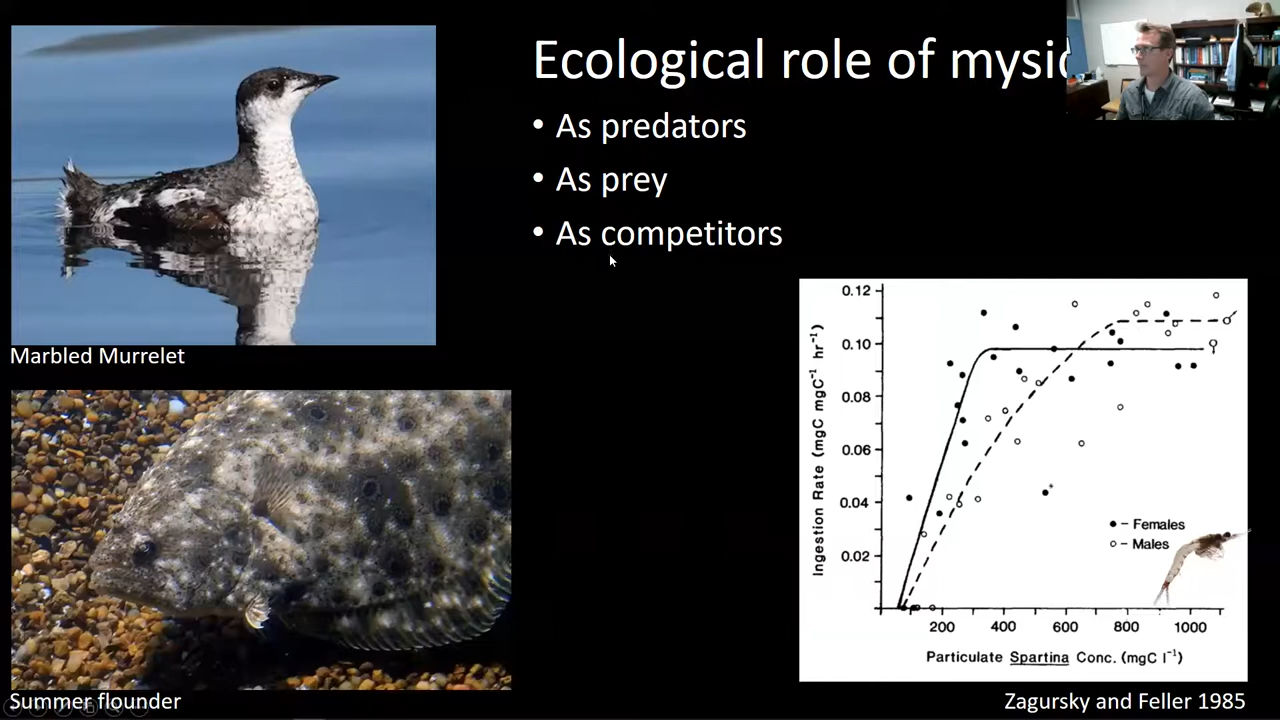 Ecological role of mysid
• As predators
• As prey
• As competitors
Marbled Murrelet
Summer flounder
0.12
0.10
0.08
0.06
0.04
0.02
Ingestion Rate (mgC mgC⁻¹ hr⁻¹)
● – Females
○ – Males
200 400 600 800 1000
Particulate Spartina Conc. (mgC l⁻¹)
Zagursky and Feller 1985